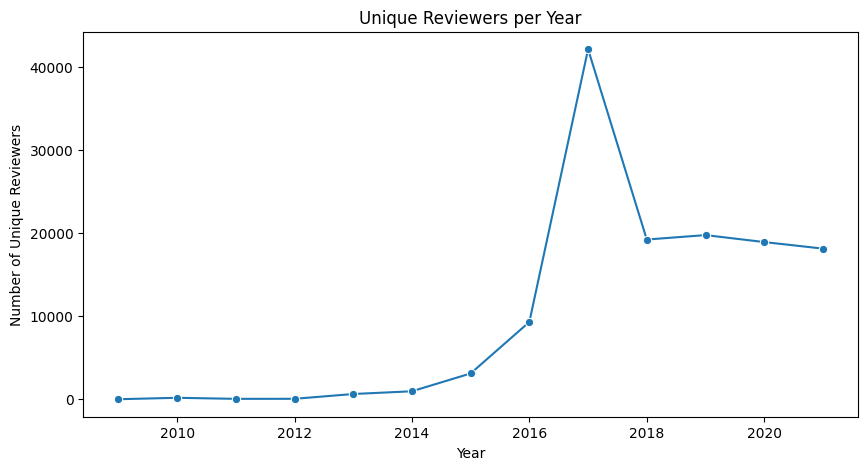 Unique Reviewers per Year
Number of Unique Reviewers
40000
30000
20000
10000
0
2010 2012 2014 2016 2018 2020
Year